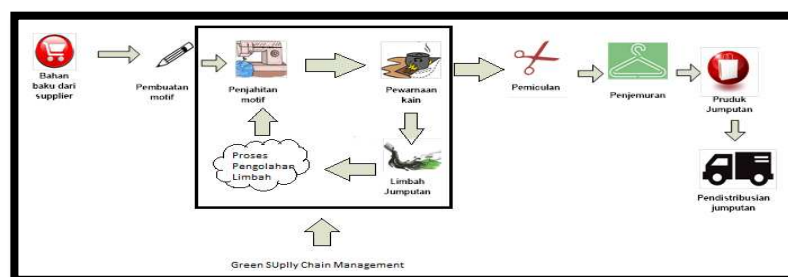 Bahan
baku dari
supplier
Pembuatan
motif
Penjahitan
motif
Pewarnaan
kain
Pemiculan
Penjemuran
Pruduk
Jumputan
Proses
Pengolahan
Limbah
Limbah
Jumputan
Pendistribusian
jumputan
Green SUplly Chain Management